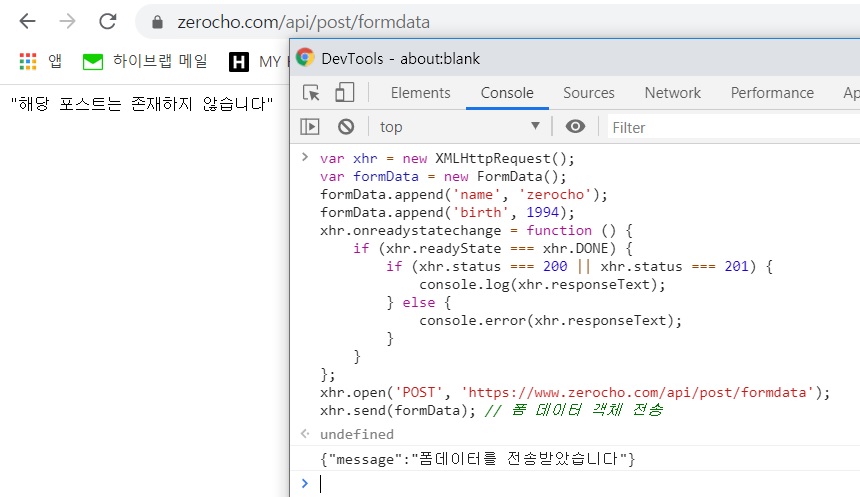 zerocho.com/api/post/formdata
앱 하이브랩 메일 H MY
"해당 포스트는 존재하지 않습니다"
DevTools - about:blank
Elements Console Sources Network Performance Ap
top Filter
var xhr = new XMLHttpRequest();
var formData = new FormData();
formData.append('name', 'zerocho');
formData.append('birth', 1994);
xhr.onreadystatechange = function () {
    if (xhr.readyState === xhr.DONE) {
        if (xhr.status === 200 || xhr.status === 201) {
            console.log(xhr.responseText);
        } else {
            console.error(xhr.responseText);
        }
    }
};
xhr.open('POST', 'https://www.zerocho.com/api/post/formdata');
xhr.send(formData); // 폼 데이터 객체 전송
undefined
{"message":"폼데이터를 전송받았습니다"}